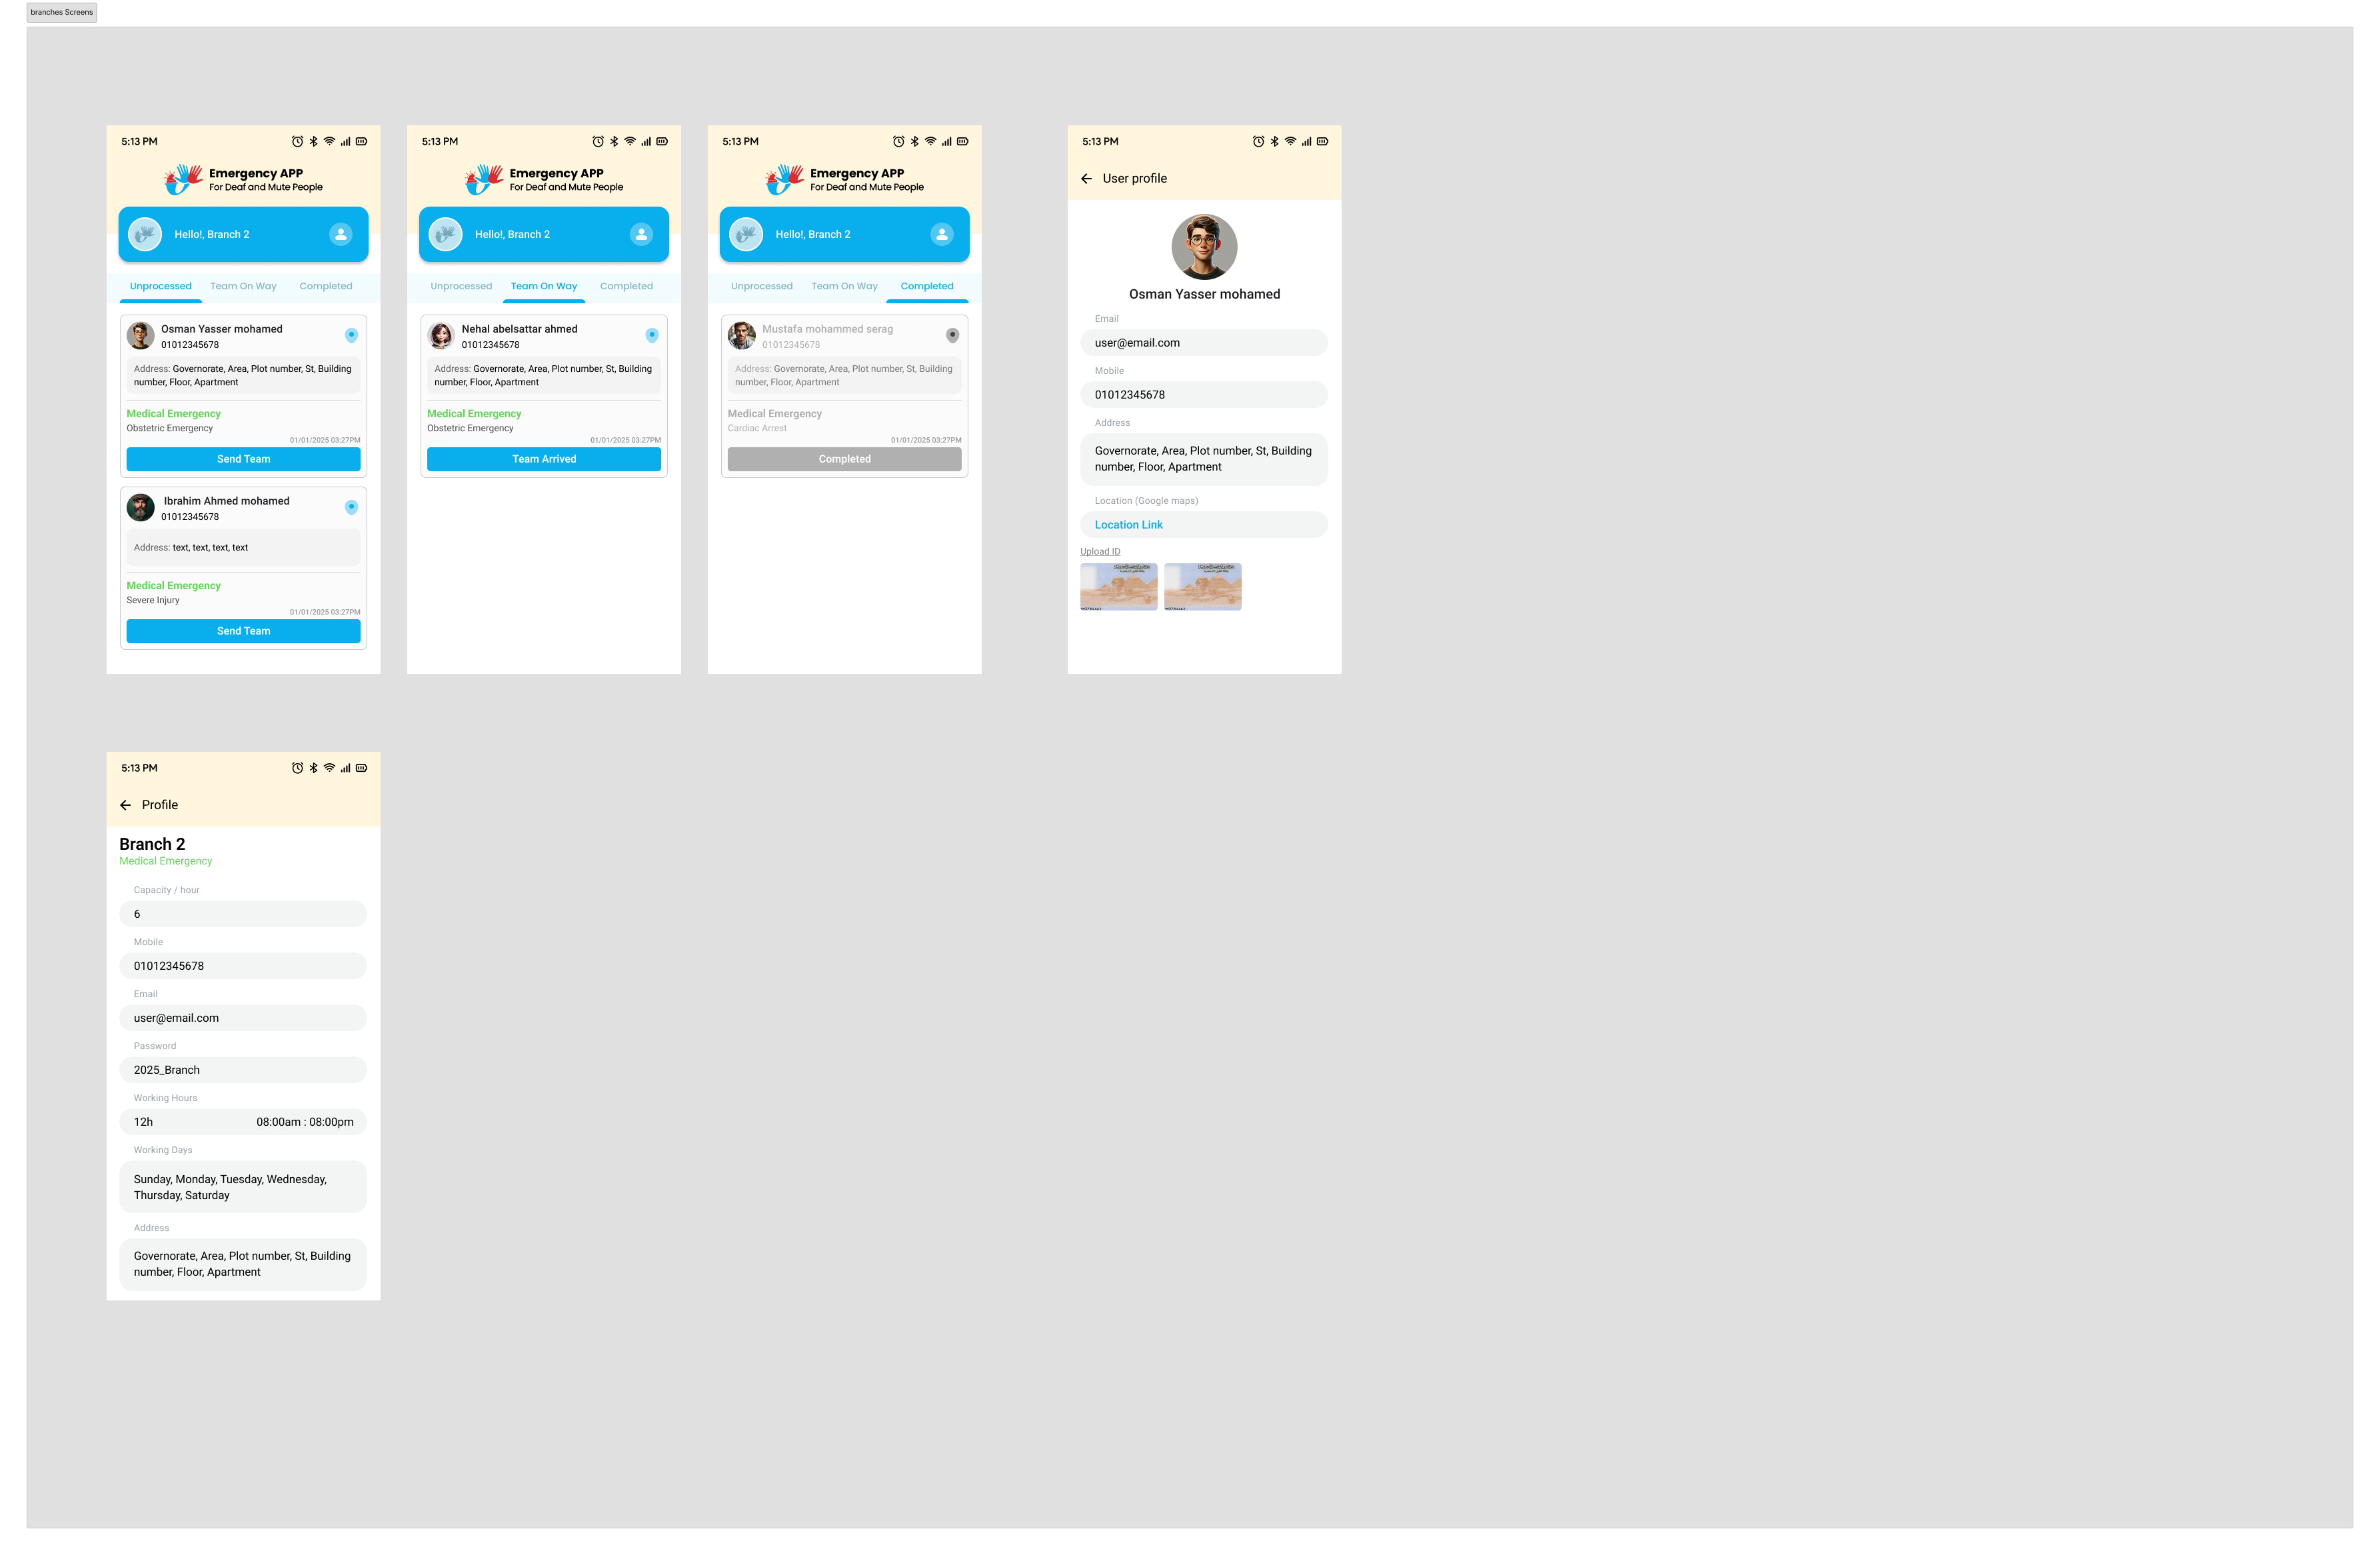 branches Screens
5:13 PM
Emergency APP
For Deaf and Mute People
Hello!, Branch 2
Unprocessed Team On Way Completed
Osman Yasser mohamed
01012345678
Address: Governorate, Area, Plot number, St, Building
number, Floor, Apartment
Medical Emergency
Obstetric Emergency
01/01/2025 03:27PM
Send Team
Ibrahim Ahmed mohamed
01012345678
Address: text, text, text, text
Medical Emergency
Severe Injury
01/01/2025 03:27PM
Send Team
5:13 PM
Emergency APP
For Deaf and Mute People
Hello!, Branch 2
Unprocessed Team On Way Completed
Nehal abelsattar ahmed
01012345678
Address: Governorate, Area, Plot number, St, Building
number, Floor, Apartment
Medical Emergency
Obstetric Emergency
01/01/2025 03:27PM
Team Arrived
5:13 PM
Emergency APP
For Deaf and Mute People
Hello!, Branch 2
Unprocessed Team On Way Completed
Mustafa mohammed serag
01012345678
Address: Governorate, Area, Plot number, St, Building
number, Floor, Apartment
Medical Emergency
Cardiac Arrest
01/01/2025 03:27PM
Completed
5:13 PM
User profile
Osman Yasser mohamed
Email
user@email.com
Mobile
01012345678
Address
Governorate, Area, Plot number, St, Building
number, Floor, Apartment
Location (Google maps)
Location Link
Upload ID
5:13 PM
Profile
Branch 2
Medical Emergency
Capacity / hour
6
Mobile
01012345678
Email
user@email.com
Password
2025_Branch
Working Hours
12h 08:00am : 08:00pm
Working Days
Sunday, Monday, Tuesday, Wednesday,
Thursday, Saturday
Address
Governorate, Area, Plot number, St, Building
number, Floor, Apartment